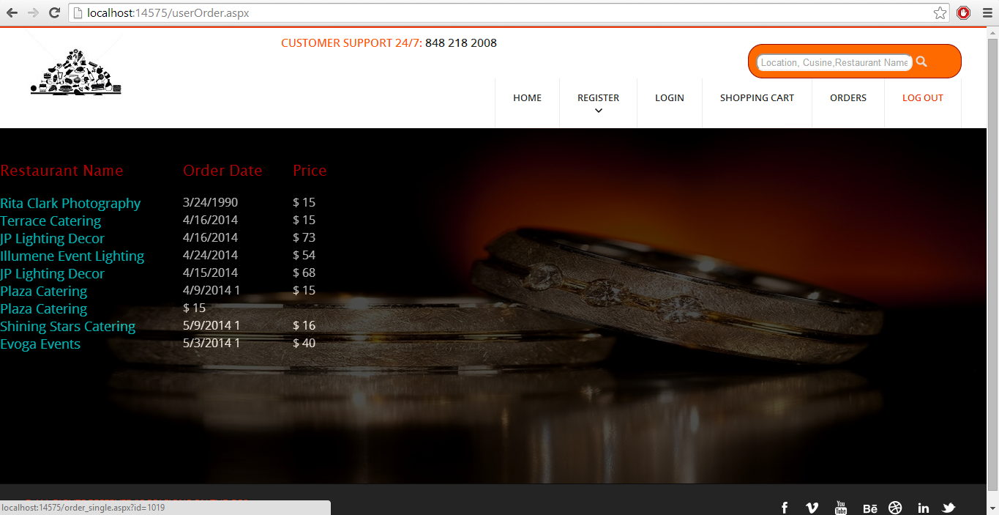 localhost:14575/userOrder.aspx
CUSTOMER SUPPORT 24/7: 848 218 2008
Location, Cusine,Restaurant Name
HOME REGISTER LOGIN SHOPPING CART ORDERS LOG OUT
Restaurant Name Order Date Price
Rita Clark Photography 3/24/1990 $ 15
Terrace Catering 4/16/2014 $ 15
JP Lighting Decor 4/16/2014 $ 73
Illumene Event Lighting 4/24/2014 $ 54
JP Lighting Decor 4/15/2014 $ 68
Plaza Catering 4/9/2014 1 $ 15
Plaza Catering $ 15
Shining Stars Catering 5/9/2014 1 $ 16
Evoga Events 5/3/2014 1 $ 40
localhost:14575/order_single.aspx?id=1019
You Tube
Bē
in